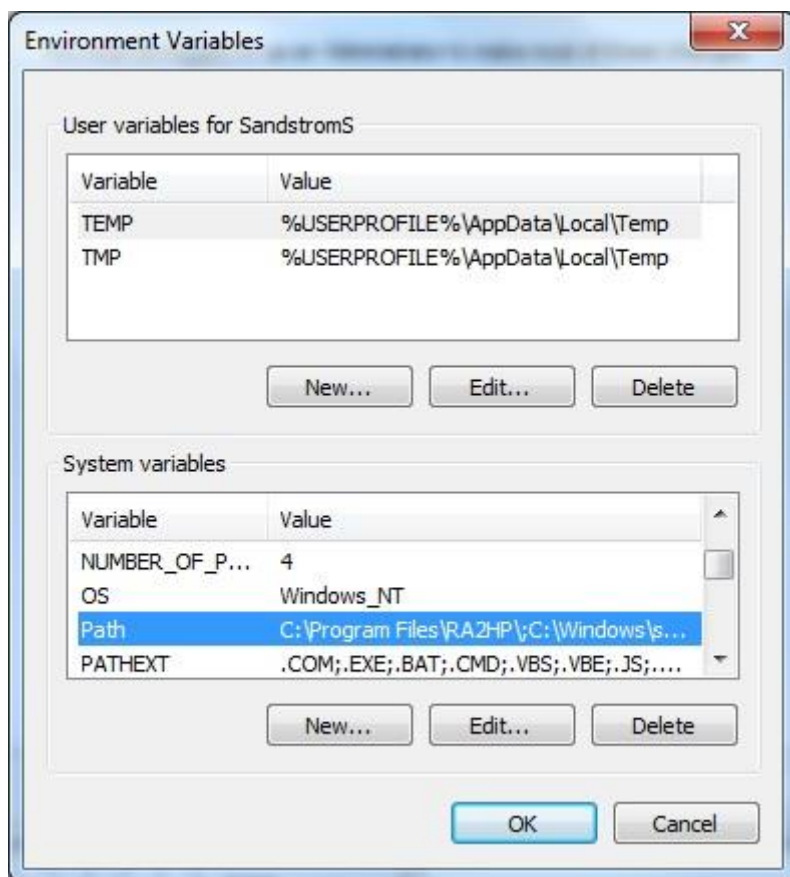 Environment Variables
User variables for SandstromS
Variable Value
TEMP %USERPROFILE%\AppData\Local\Temp
TMP %USERPROFILE%\AppData\Local\Temp
New... Edit... Delete
System variables
Variable Value
NUMBER_OF_P... 4
OS Windows_NT
Path C:\Program Files\RA2HP\;C:\Windows\s...
PATHEXT .COM;.EXE;.BAT;.CMD;.VBS;.VBE;.JS;....
New... Edit... Delete
OK Cancel